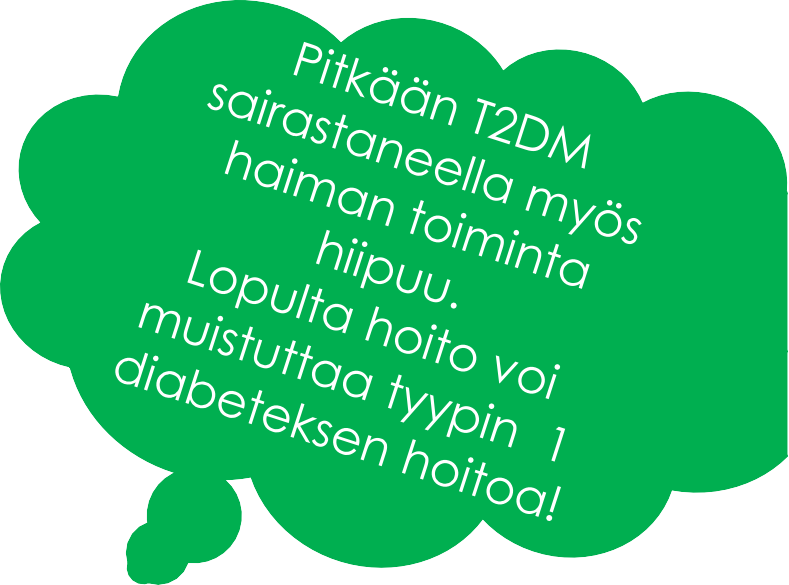 Pitkään T2DM
sairastaneella myös
haiman toiminta
hiipuu.
Lopulta hoito voi
muistuttaa tyypin  1
diabeteksen hoitoa!